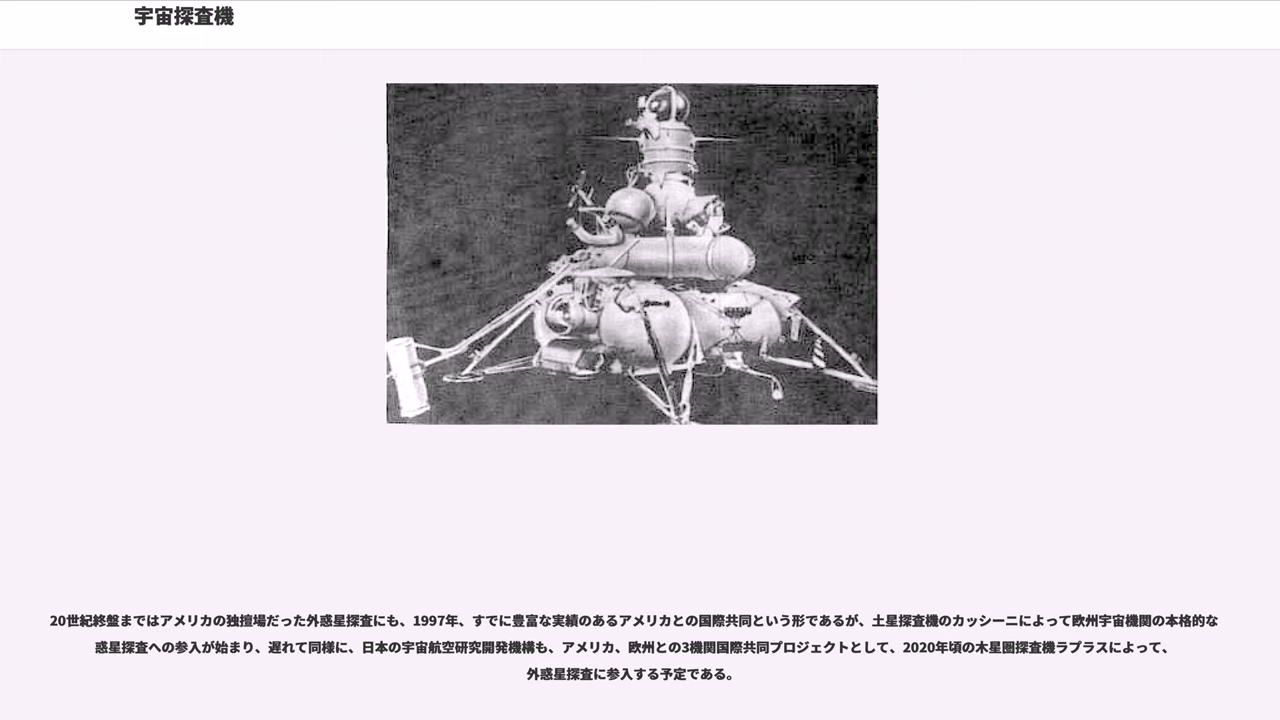 宇宙探査機
20世紀終盤まではアメリカの独擅場だった外惑星探査にも、1997年、すでに豊富な実績のあるアメリカとの国際共同という形であるが、土星探査機のカッシーニによって欧州宇宙機関の本格的な
惑星探査への参入が始まり、遅れて同様に、日本の宇宙航空研究開発機構も、アメリカ、欧州との3機関国際共同プロジェクトとして、2020年頃の木星圏探査機ラプラスによって、
外惑星探査に参入する予定である。